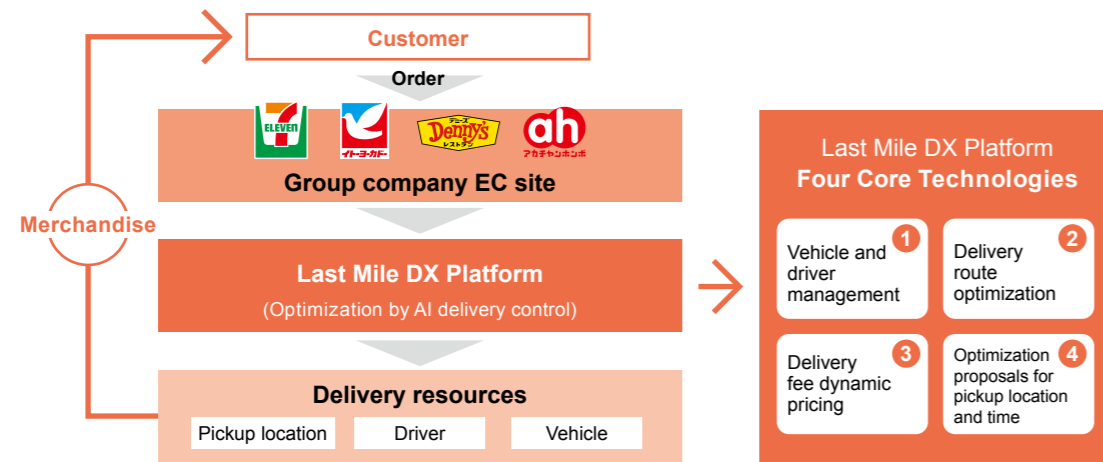 Customer
Order
ELEVEN
イトーヨーカドー
デニーズ
Denny's
レストラン
ah
アカチャンホンポ
Group company EC site
Merchandise
Last Mile DX Platform
(Optimization by AI delivery control)
Delivery resources
Pickup location
Driver
Vehicle
Last Mile DX Platform
Four Core Technologies
1
Vehicle and
driver
management
2
Delivery
route
optimization
3
Delivery
fee dynamic
pricing
4
Optimization
proposals for
pickup location
and time